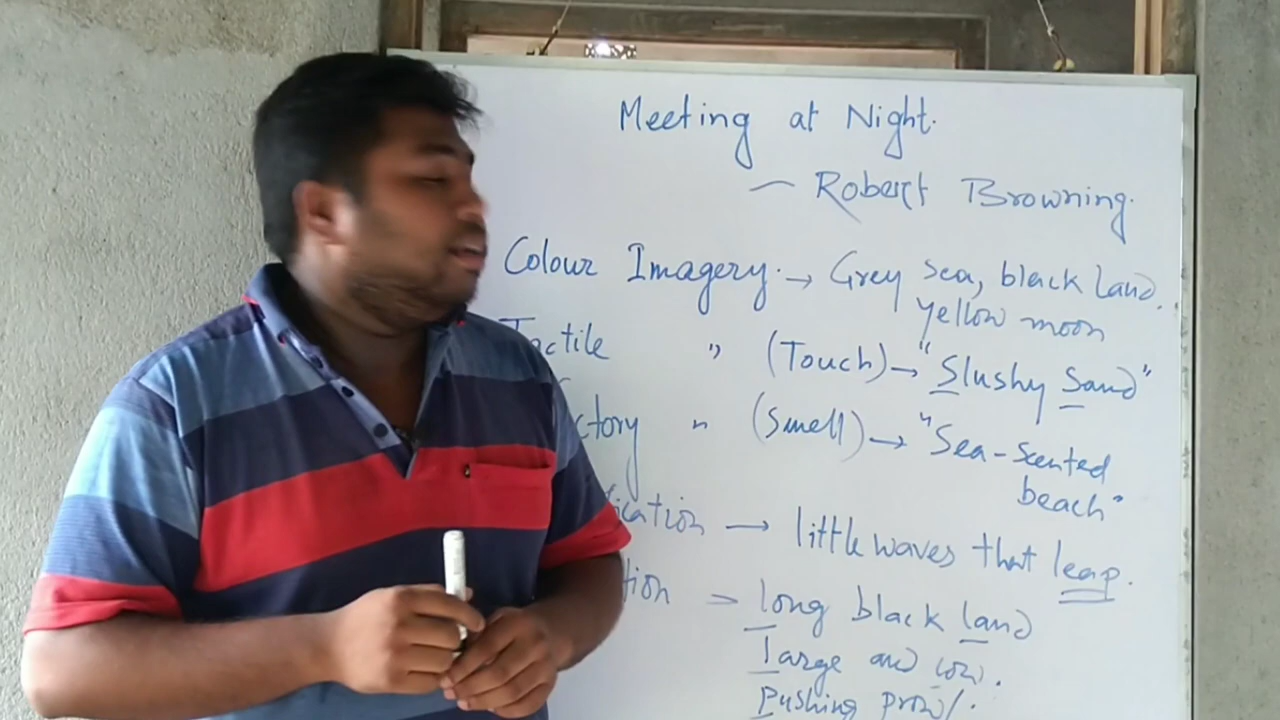 Meeting at Night.
— Robert Browning.
Colour Imagery. → Grey sea, black land.
yellow moon
Tactile " (Touch) → "Slushy Sand"
ctory " (Smell) → "Sea-scented
beach"
ication → little waves that leap.
tion → long black land
Large and low.
Pushing prow/.